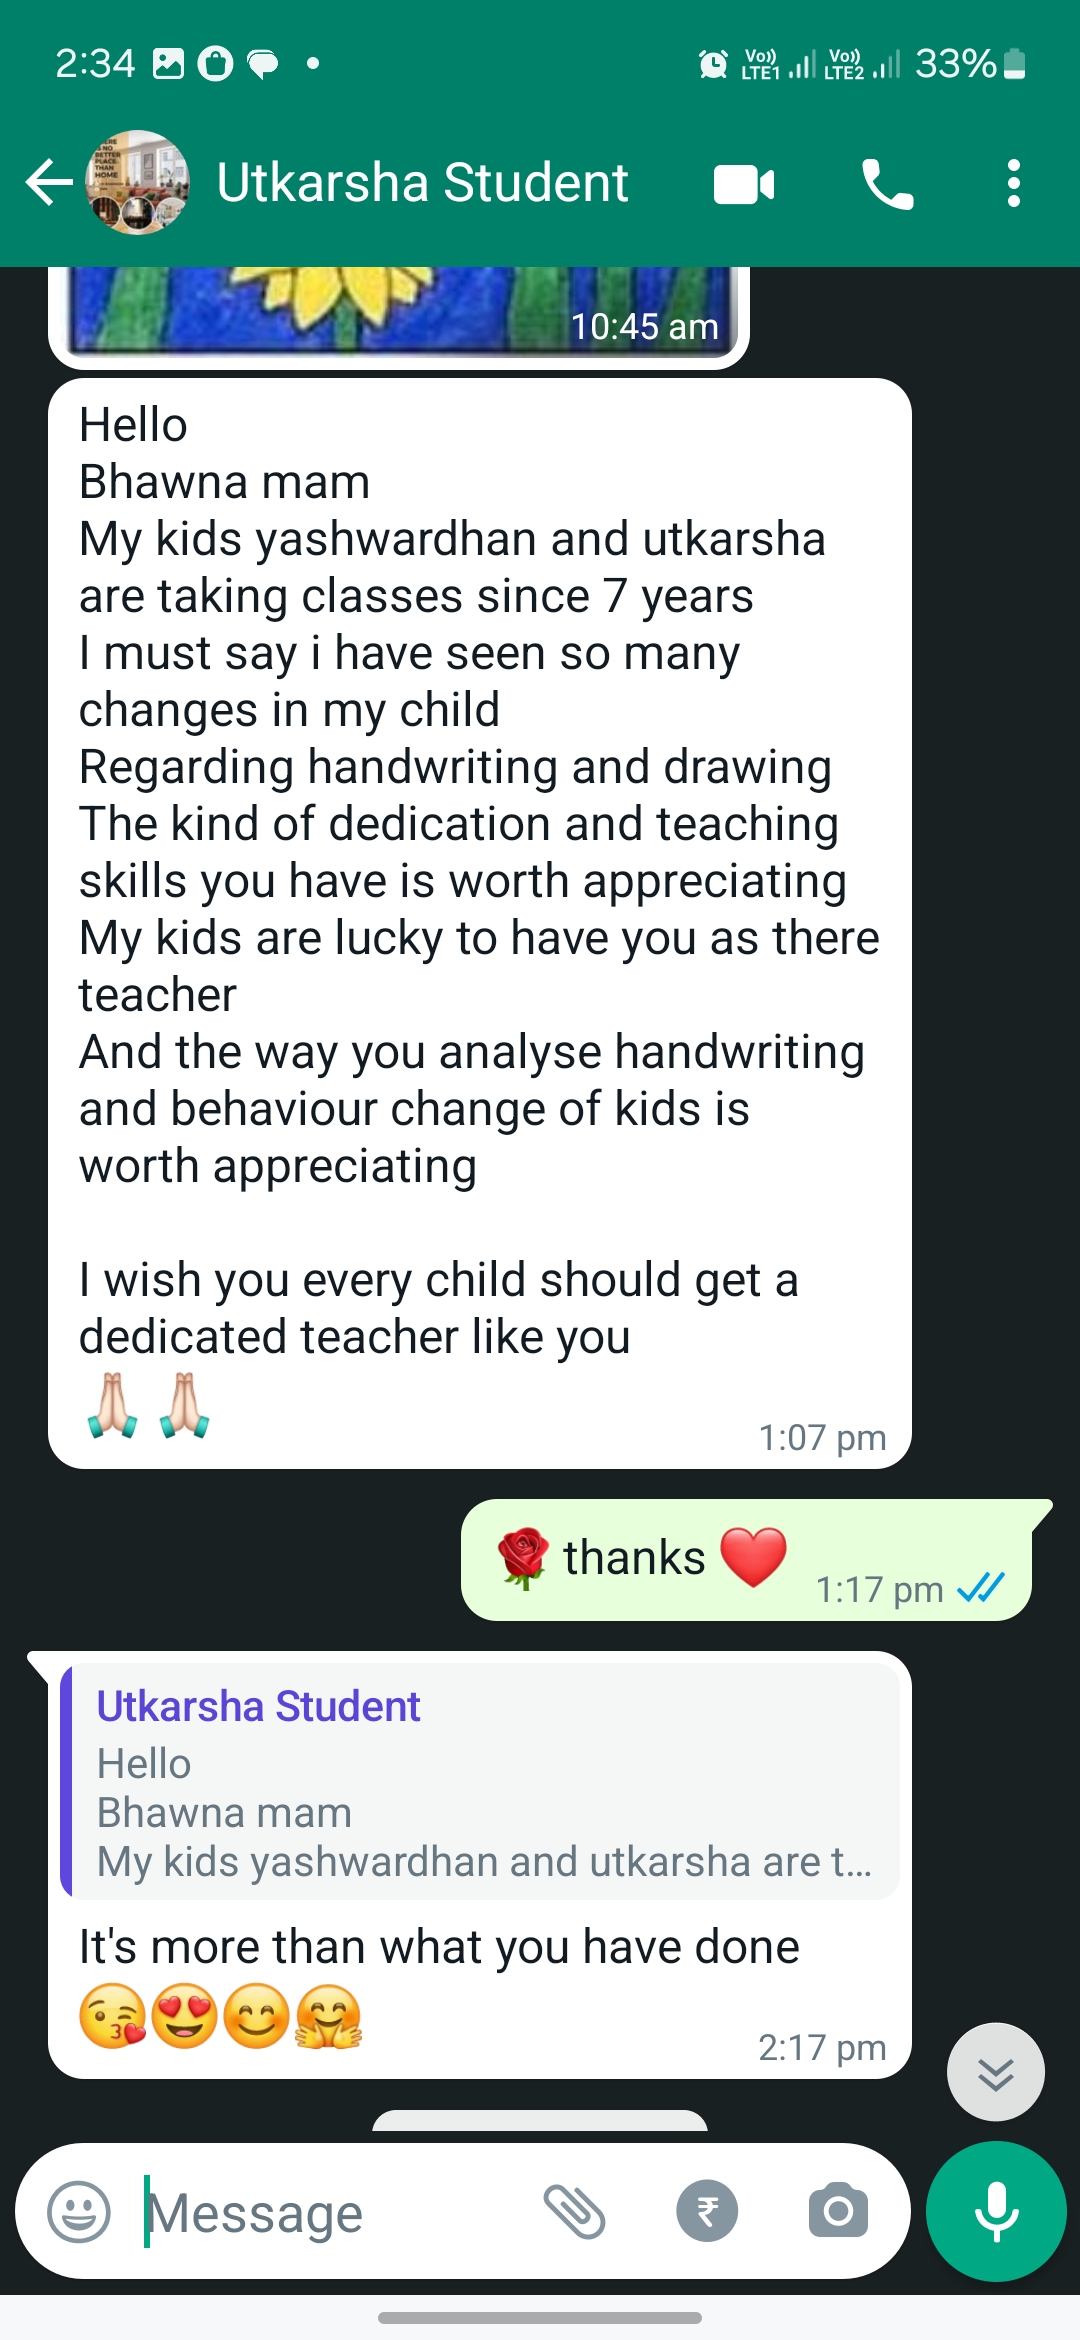 2:34
Vo)) LTE1 Vo)) LTE2 33%
Utkarsha Student
10:45 am
Hello
Bhawna mam
My kids yashwardhan and utkarsha
are taking classes since 7 years
I must say i have seen so many
changes in my child
Regarding handwriting and drawing
The kind of dedication and teaching
skills you have is worth appreciating
My kids are lucky to have you as there
teacher
And the way you analyse handwriting
and behaviour change of kids is
worth appreciating
I wish you every child should get a
dedicated teacher like you
🙏🏻 🙏🏻
1:07 pm
🌹 thanks ❤️
1:17 pm
Utkarsha Student
Hello
Bhawna mam
My kids yashwardhan and utkarsha are t...
It's more than what you have done
😘😍😊🤗
2:17 pm
Message